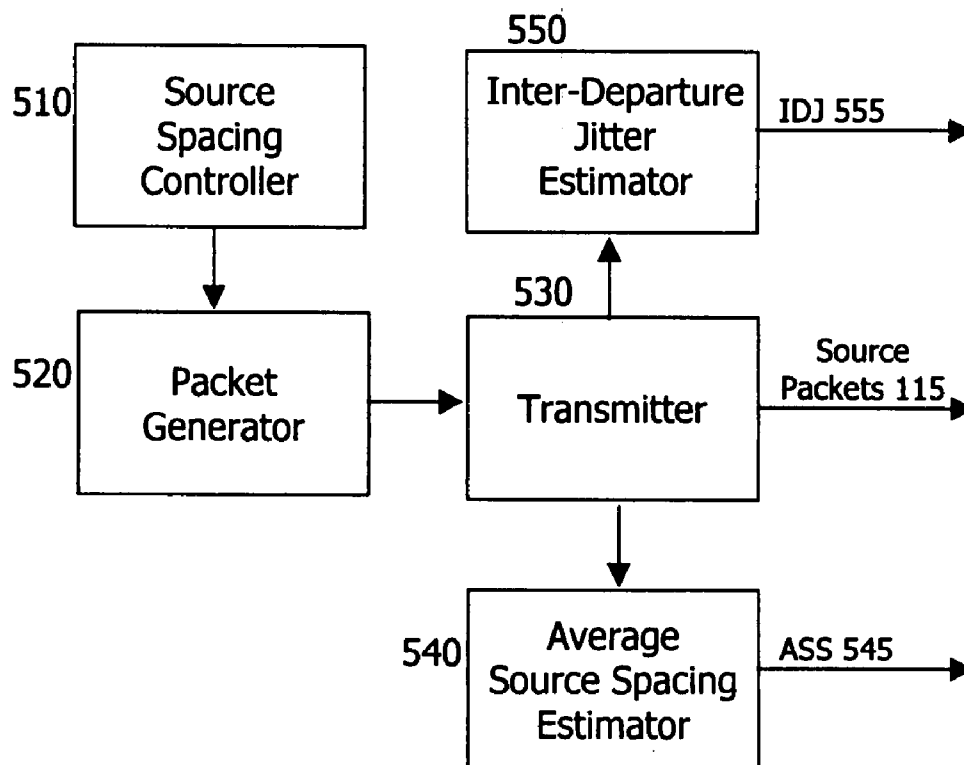 550
510
Source
Spacing
Controller
Inter-Departure
Jitter
Estimator
IDJ 555
530
520
Packet
Generator
Transmitter
Source
Packets 115
540
Average
Source Spacing
Estimator
ASS 545